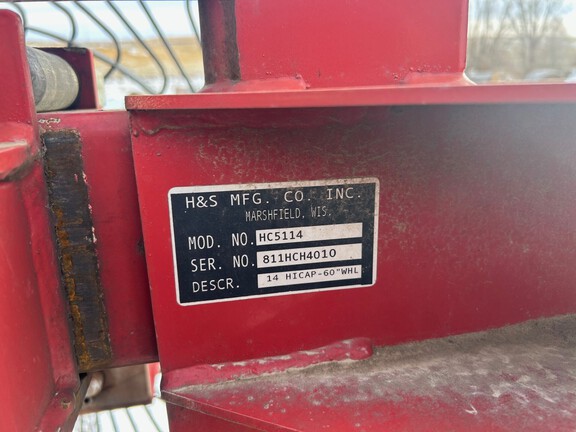 H&S MFG. CO. INC.
MARSHFIELD, WIS.
MOD. NO. HC5114
SER. NO. 811HCH4010
DESCR. 14 HICAP-60"WHL